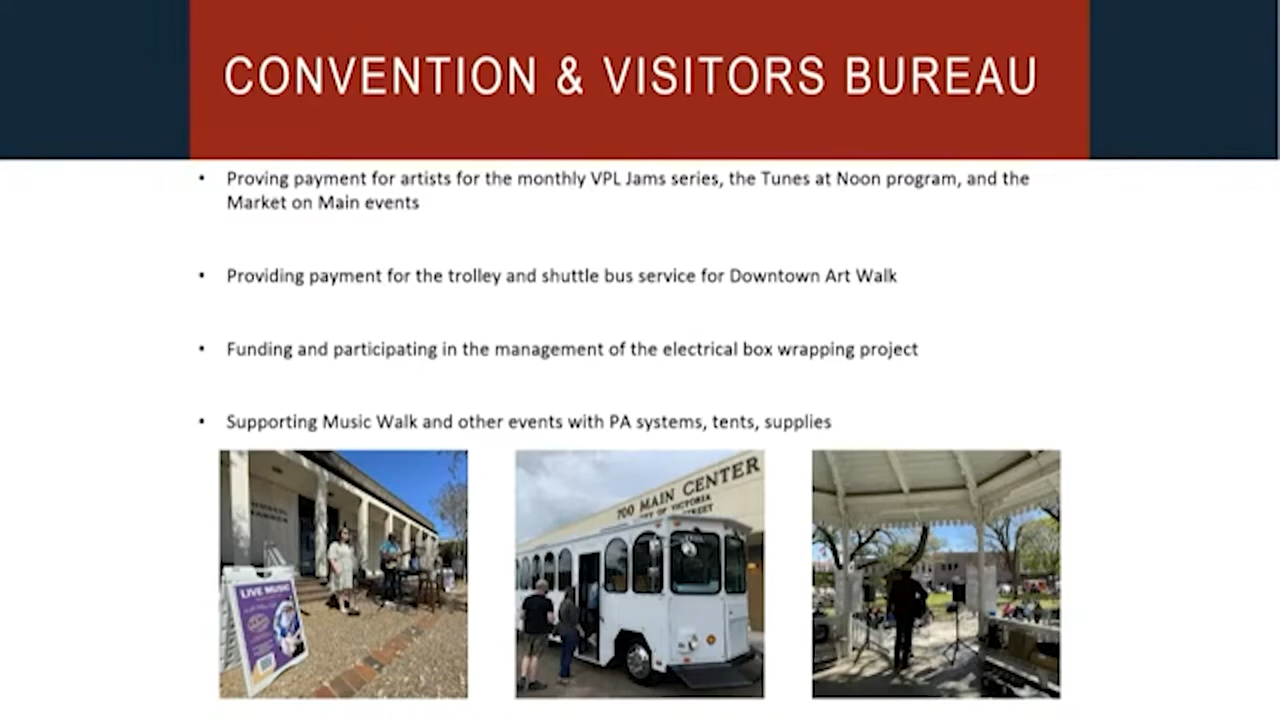 CONVENTION & VISITORS BUREAU
• Proving payment for artists for the monthly VPL Jams series, the Tunes at Noon program, and the
Market on Main events
• Providing payment for the trolley and shuttle bus service for Downtown Art Walk
• Funding and participating in the management of the electrical box wrapping project
• Supporting Music Walk and other events with PA systems, tents, supplies
LIVE MUSIC
700 MAIN CENTER
CITY OF VICTORIA
STREET